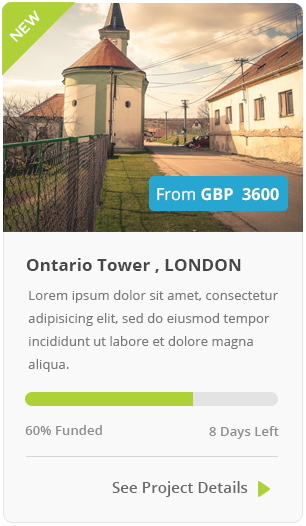 NEW
From GBP 3600
Ontario Tower , LONDON
Lorem ipsum dolor sit amet, consectetur
adipisicing elit, sed do eiusmod tempor
incididunt ut labore et dolore magna
aliqua.
60% Funded
8 Days Left
See Project Details